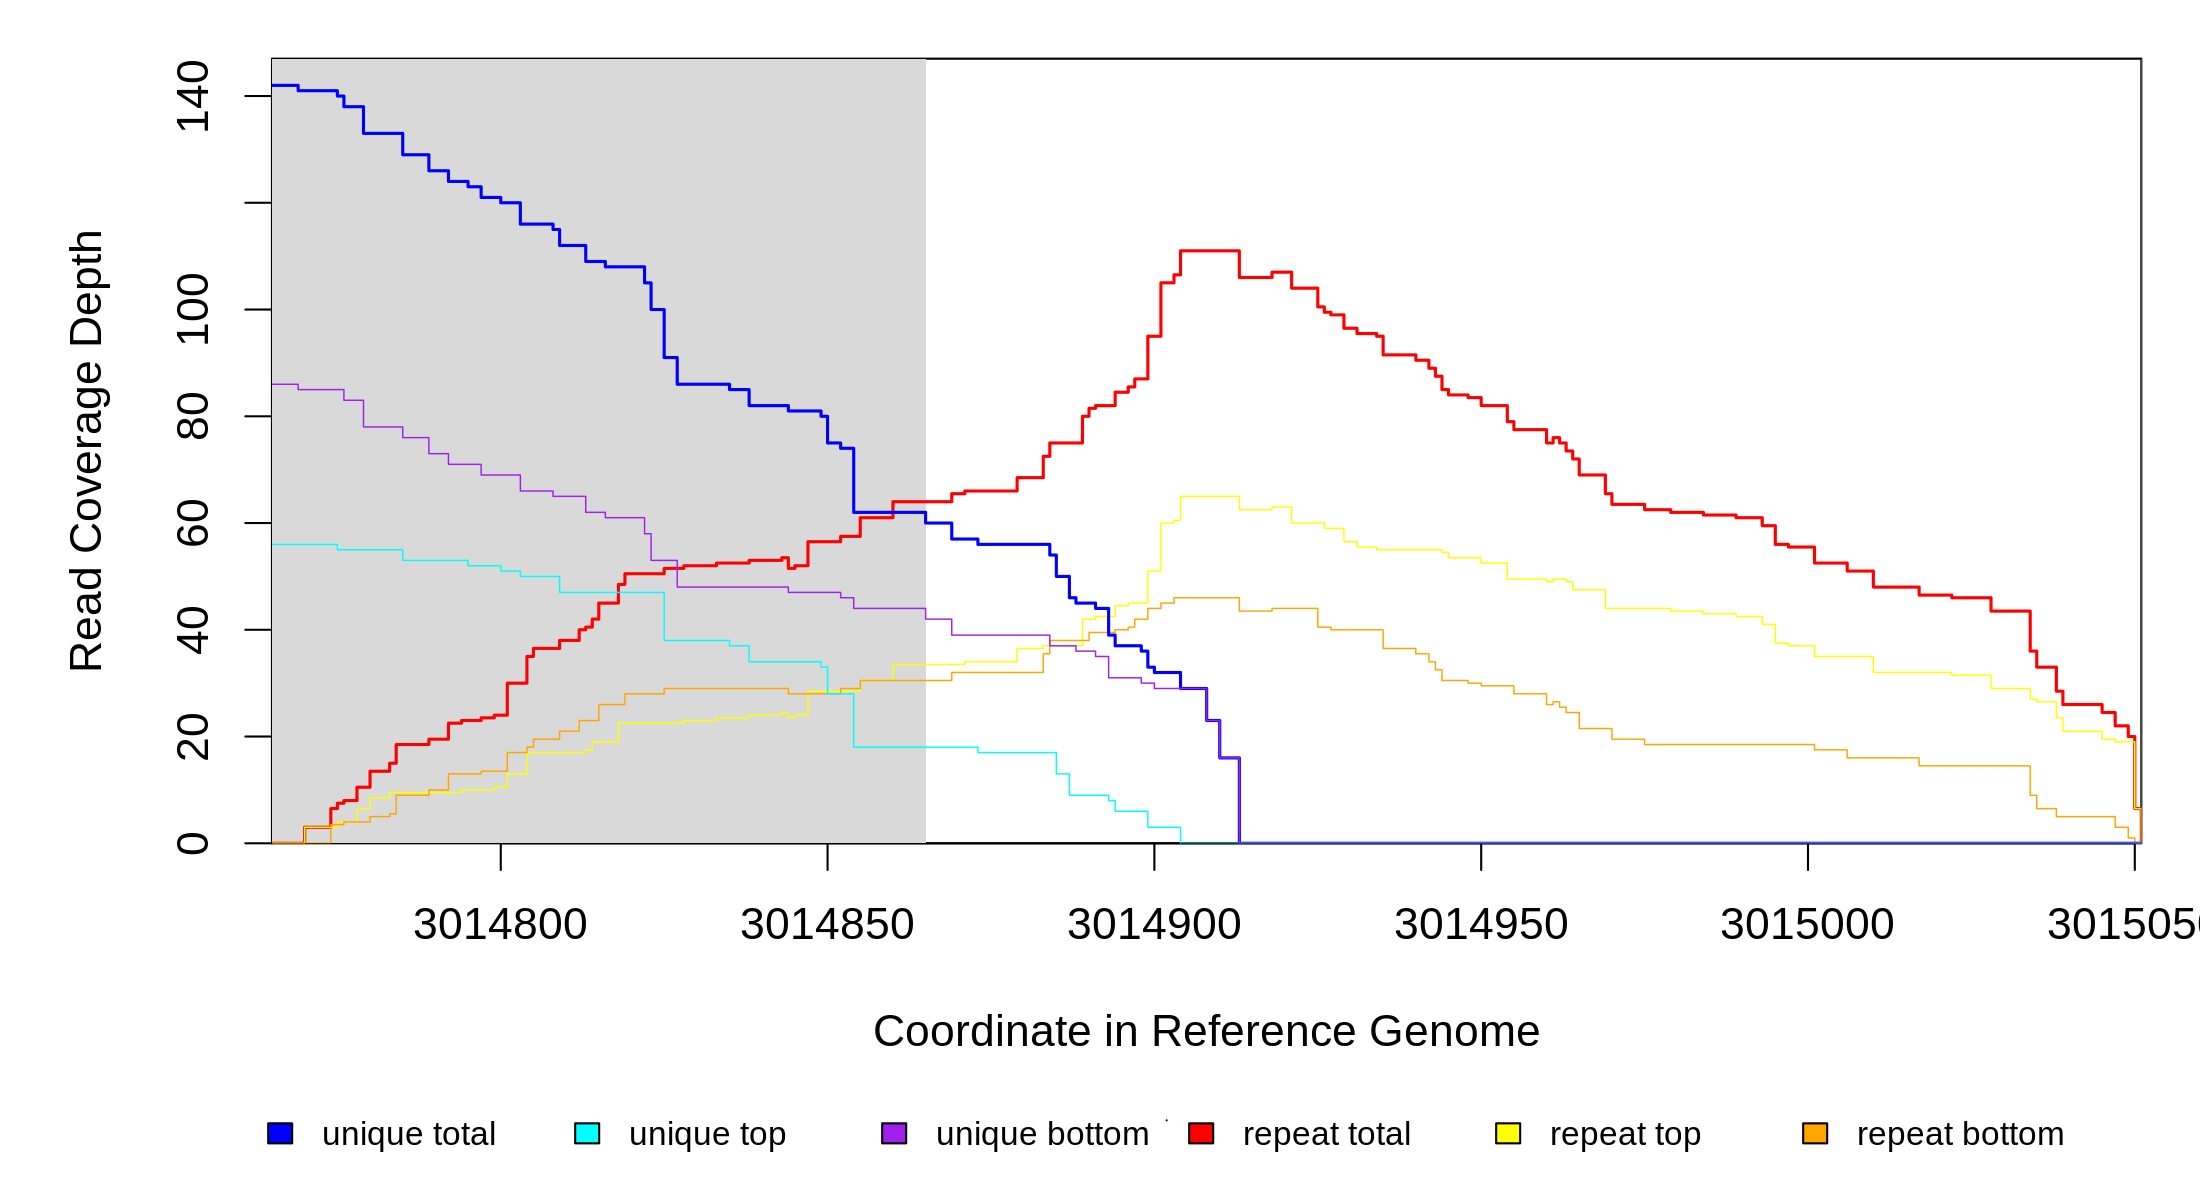 Read Coverage Depth
140
100
80
60
40
20
0
3014800 3014850 3014900 3014950 3015000 301505
Coordinate in Reference Genome
unique total unique top unique bottom repeat total repeat top repeat bottom